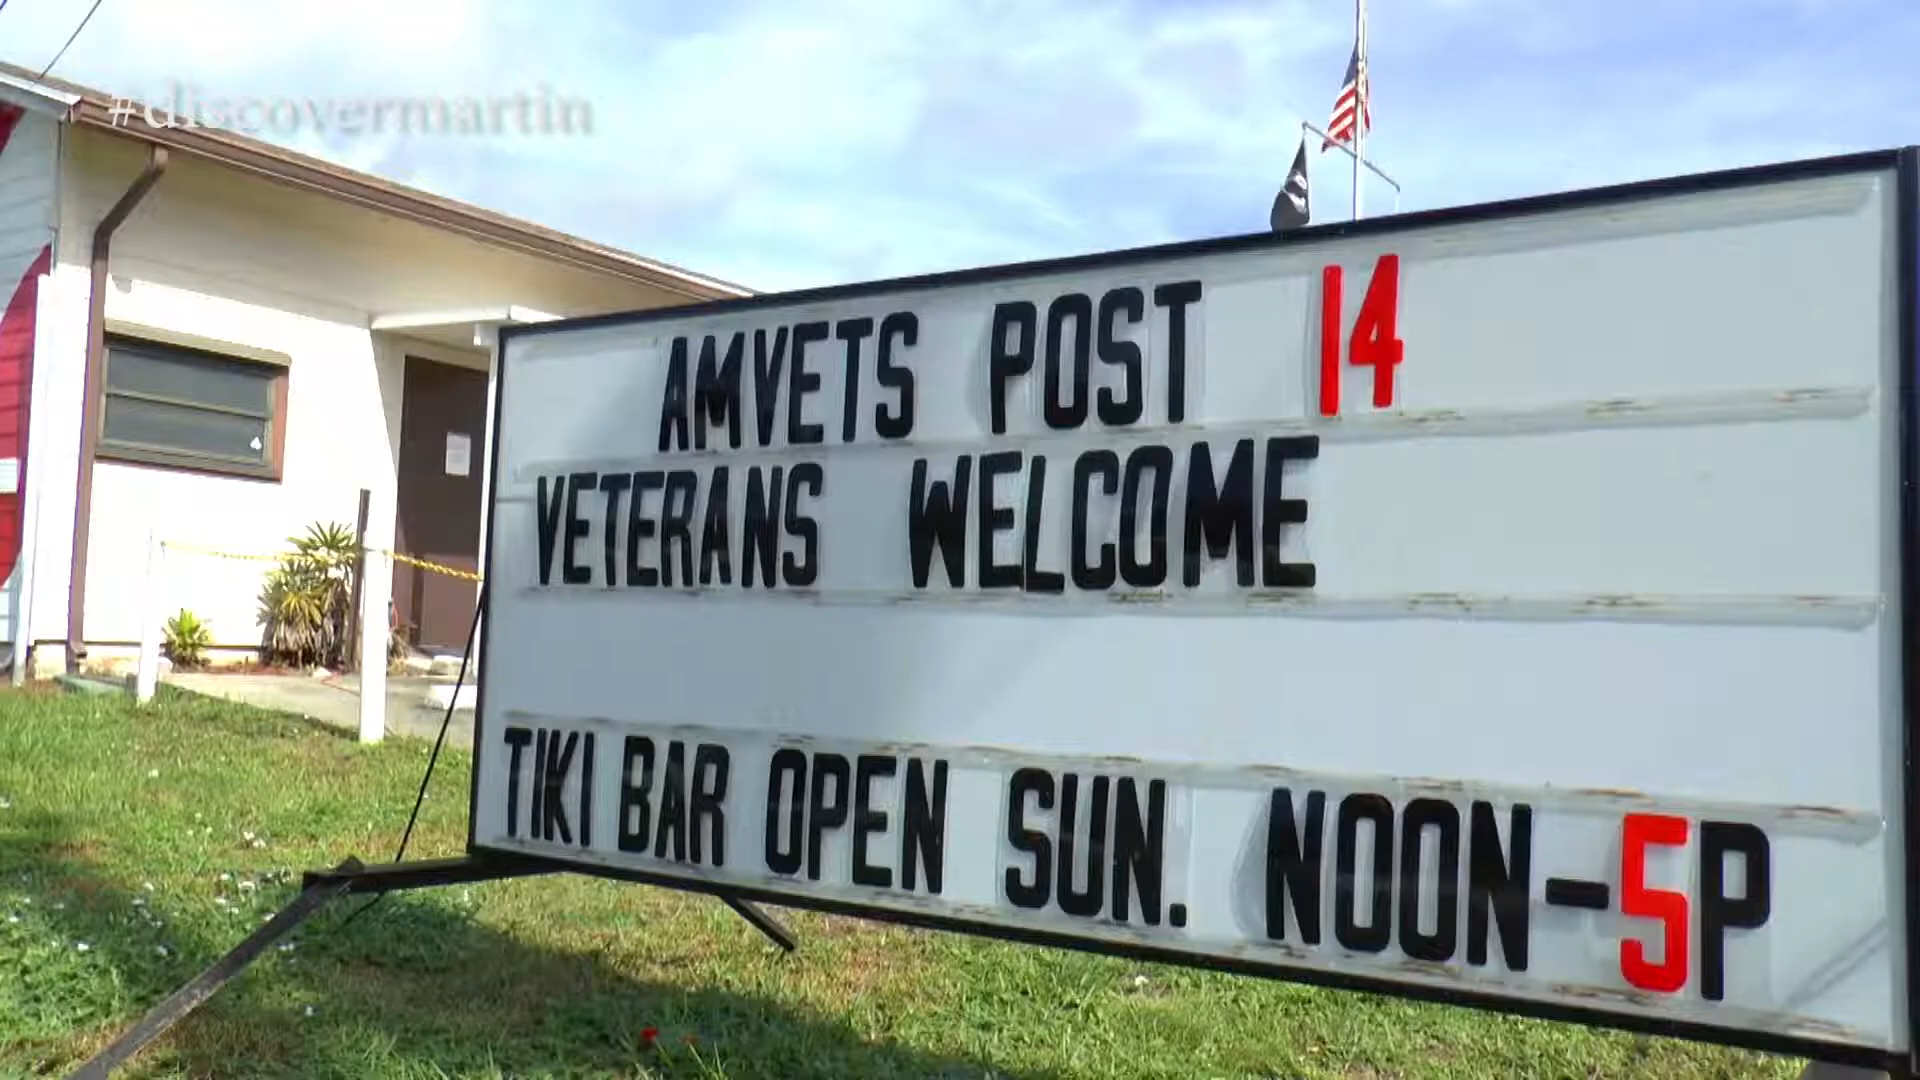 #discovermartin
AMVETS POST 14
VETERANS WELCOME
TIKI BAR OPEN SUN. NOON-5P